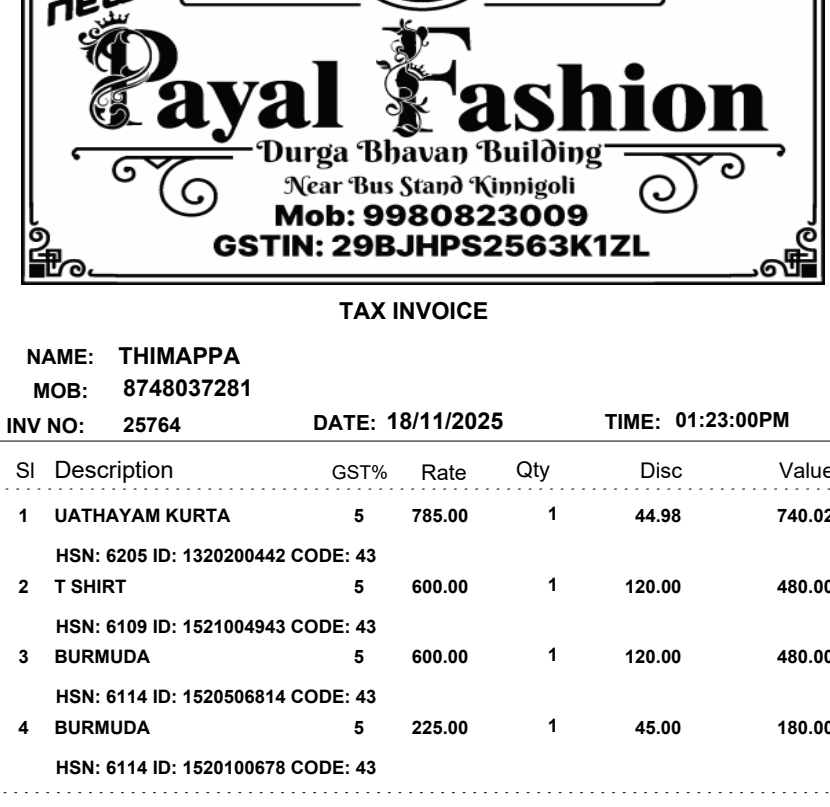 new
Payal Fashion
Durga Bhavan Building
Near Bus Stand Kinnigoli
Mob: 9980823009
GSTIN: 29BJHPS2563K1ZL
TAX INVOICE
NAME: THIMAPPA
MOB: 8748037281
INV NO: 25764 DATE: 18/11/2025 TIME: 01:23:00PM
Sl Description GST% Rate Qty Disc Value
1 UATHAYAM KURTA 5 785.00 1 44.98 740.02
HSN: 6205 ID: 1320200442 CODE: 43
2 T SHIRT 5 600.00 1 120.00 480.00
HSN: 6109 ID: 1521004943 CODE: 43
3 BURMUDA 5 600.00 1 120.00 480.00
HSN: 6114 ID: 1520506814 CODE: 43
4 BURMUDA 5 225.00 1 45.00 180.00
HSN: 6114 ID: 1520100678 CODE: 43